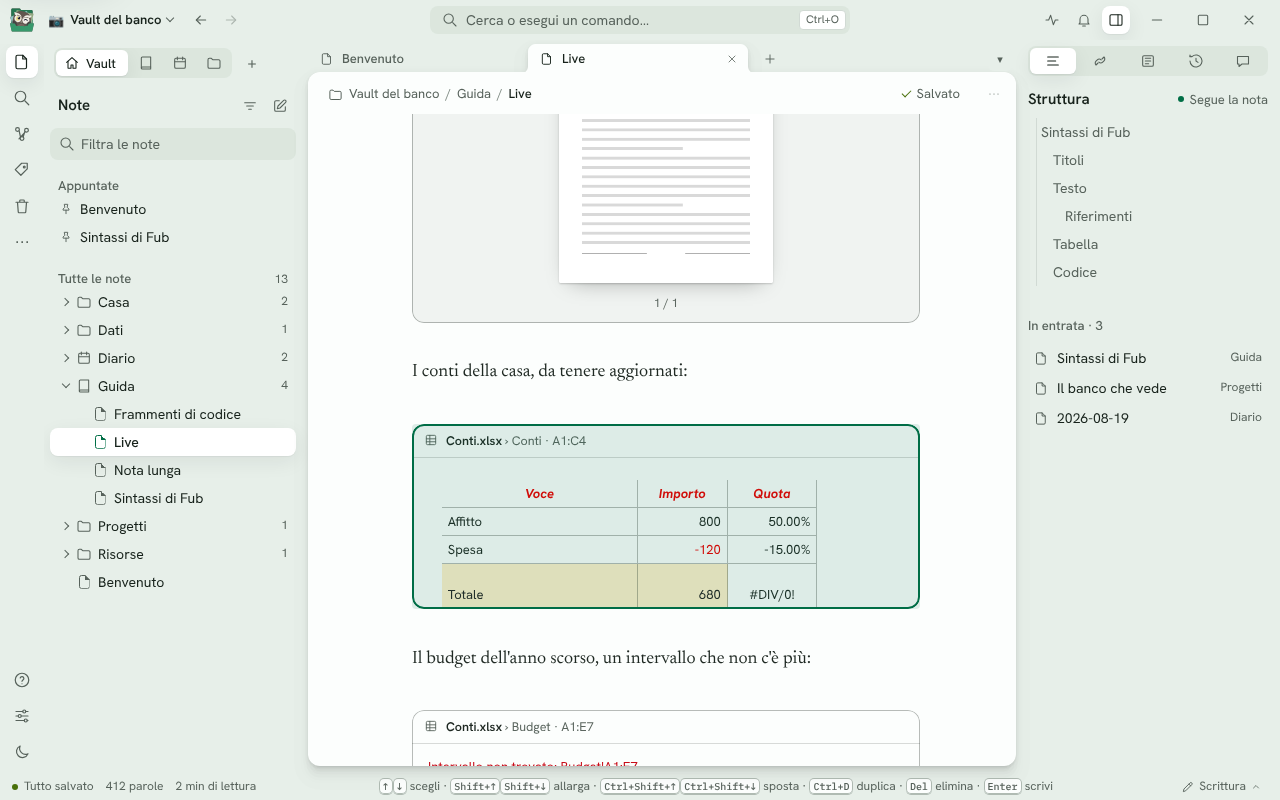 Vault del banco
Cerca o esegui un comando…
Ctrl+O
Vault
Benvenuto
Live
Note
Filtra le note
Appuntate
Benvenuto
Sintassi di Fub
Tutte le note 13
Casa 2
Dati 1
Diario 2
Guida 4
Frammenti di codice
Live
Nota lunga
Sintassi di Fub
Progetti 1
Risorse 1
Benvenuto
Vault del banco / Guida / Live
Salvato
1 / 1
I conti della casa, da tenere aggiornati:
Conti.xlsx › Conti · A1:C4
Voce Importo Quota
Affitto 800 50.00%
Spesa -120 -15.00%
Totale 680 #DIV/0!
Il budget dell'anno scorso, un intervallo che non c'è più:
Conti.xlsx › Budget · A1:E7
Intervallo non trovato: Budget!A1:E7
Struttura
Segue la nota
Sintassi di Fub
Titoli
Testo
Riferimenti
Tabella
Codice
In entrata · 3
Sintassi di Fub Guida
Il banco che vede Progetti
2026-08-19 Diario
Tutto salvato 412 parole 2 min di lettura
↑ ↓ scegli · Shift+↑ Shift+↓ allarga · Ctrl+Shift+↑ Ctrl+Shift+↓ sposta · Ctrl+D duplica · Del elimina · Enter scrivi
Scrittura